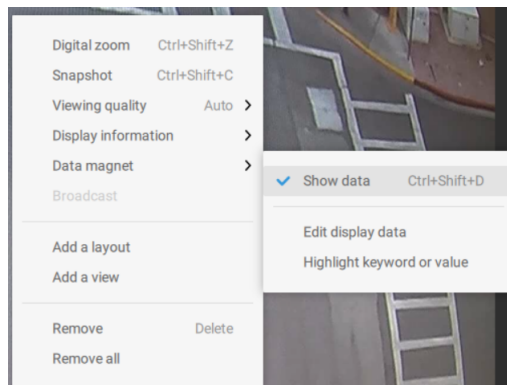 Digital zoom Ctrl+Shift+Z
Snapshot Ctrl+Shift+C
Viewing quality Auto
Display information
Data magnet
Broadcast
Add a layout
Add a view
Remove Delete
Remove all
Show data Ctrl+Shift+D
Edit display data
Highlight keyword or value